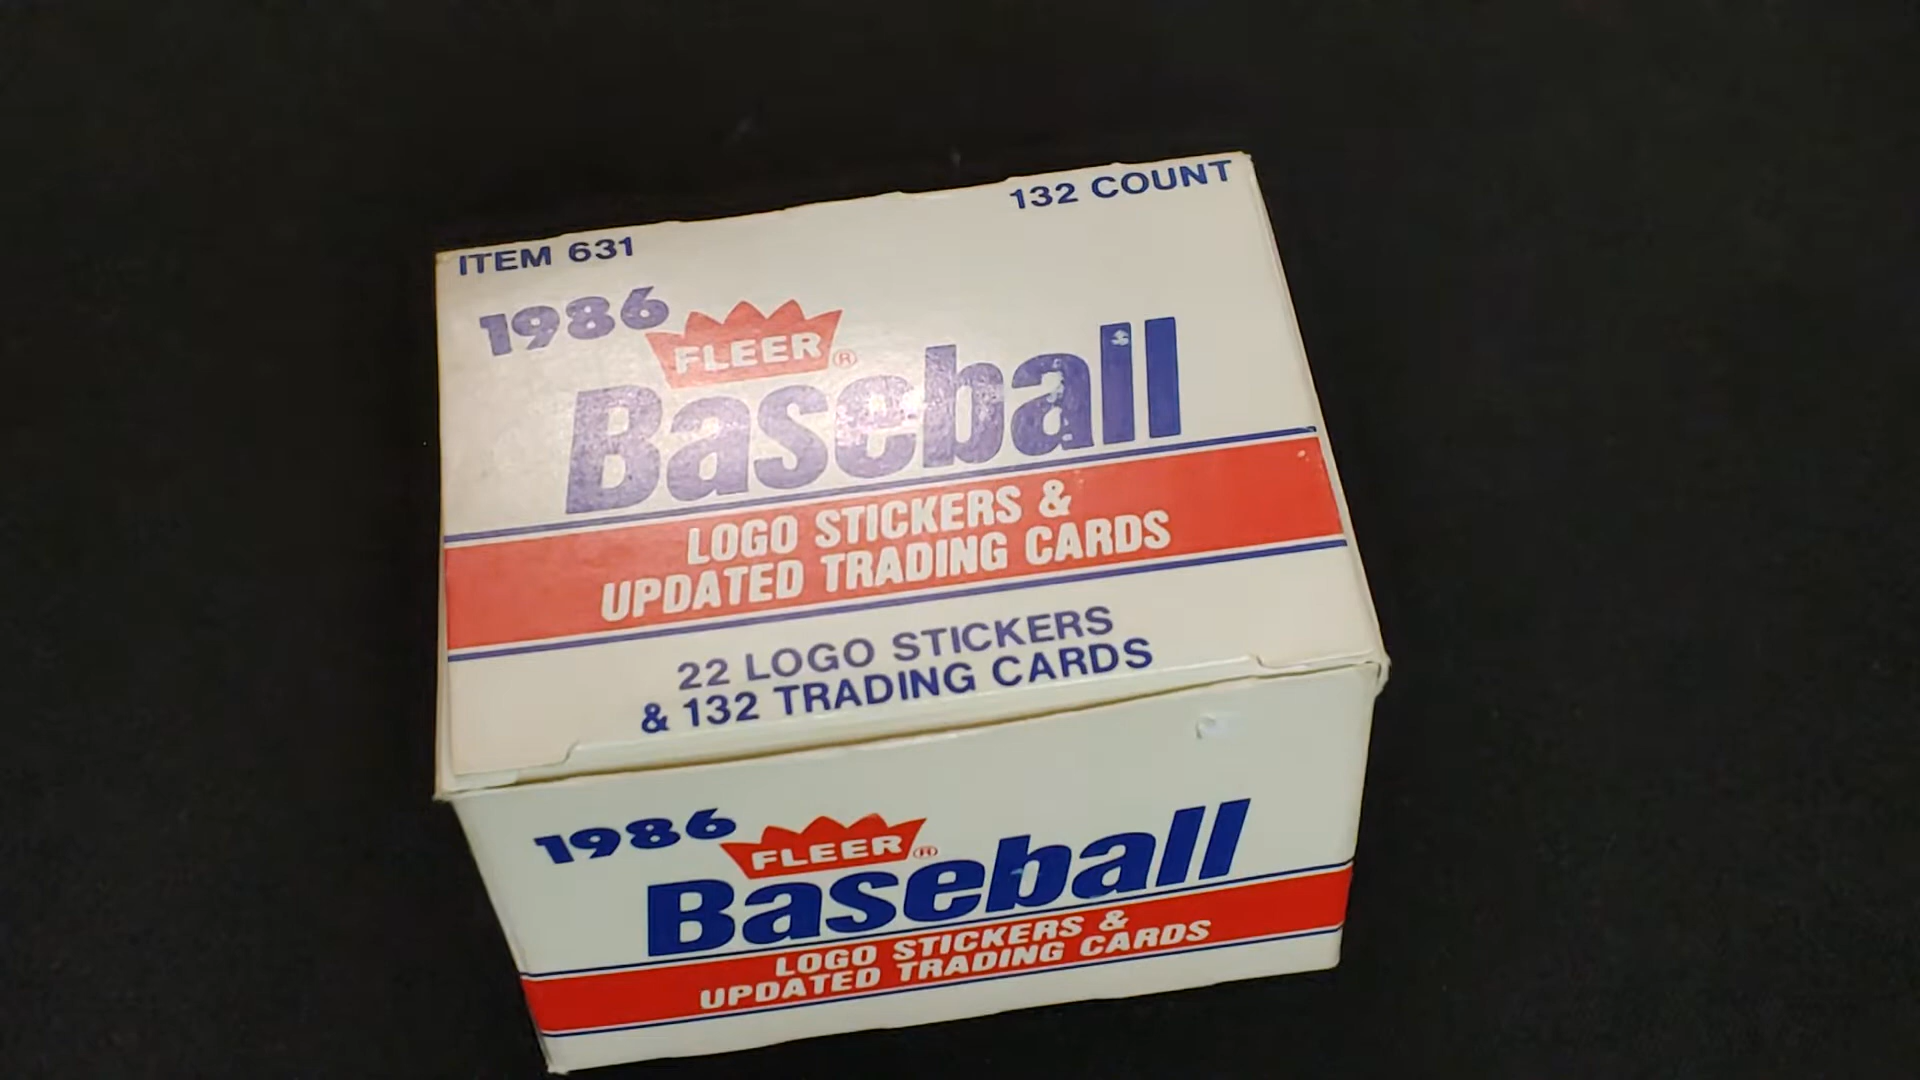 ITEM 631
132 COUNT
1986
FLEER®
Baseball
LOGO STICKERS &
UPDATED TRADING CARDS
22 LOGO STICKERS
& 132 TRADING CARDS
1986
FLEER®
Baseball
LOGO STICKERS &
UPDATED TRADING CARDS